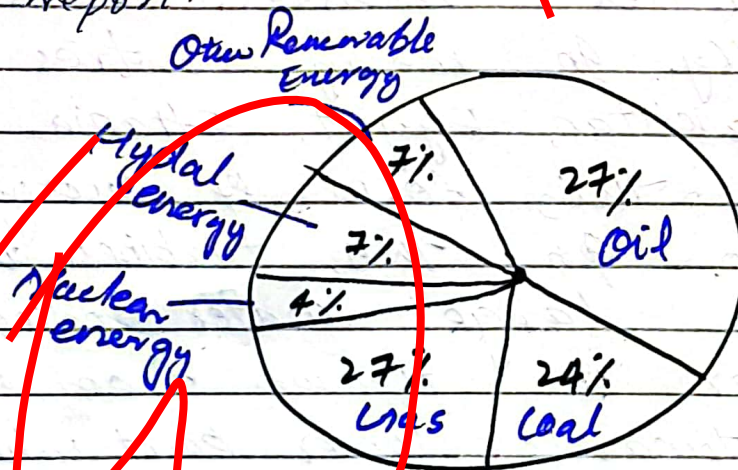 Other Renewable
Energy
7%
27%
Oil
Hydal
energy
7%
Nuclear
energy
4%
27%
Gas
24%
Coal